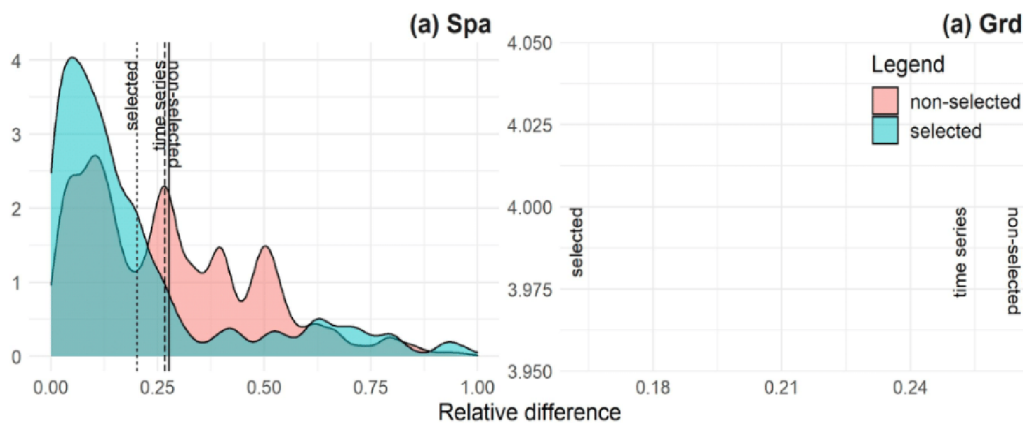 (a) Spa
(a) Grd
4
3
2
1
0
selected
time series
non-selected
0.00
0.25
0.50
0.75
1.00
4.050
4.025
4.000
3.975
3.950
Legend
non-selected
selected
selected
time series
non-selected
0.18
0.21
0.24
Relative difference